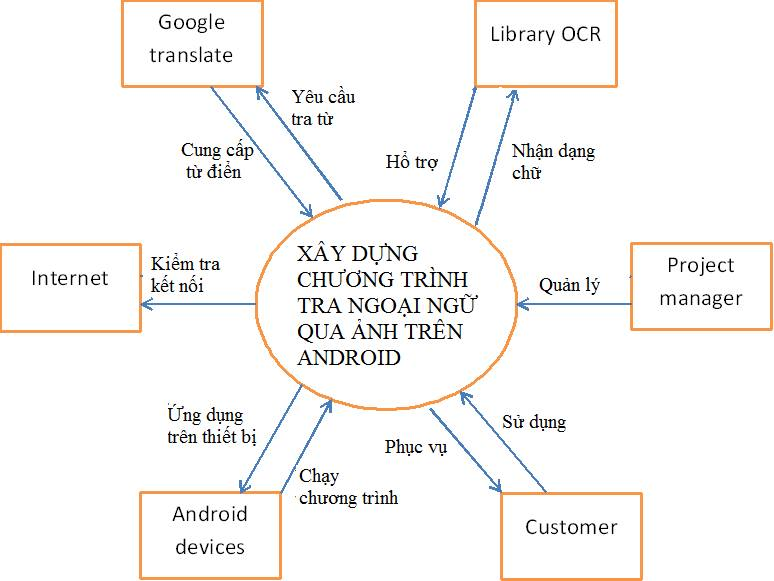 Google
translate
Library OCR
Yêu cầu
tra từ
Cung cấp
từ điển
Hổ trợ
Nhận dạng
chữ
Internet
Kiểm tra
kết nối
XÂY DỰNG
CHƯƠNG TRÌNH
TRA NGOẠI NGỮ
QUA ẢNH TRÊN
ANDROID
Quản lý
Project
manager
Ứng dụng
trên thiết bị
Chạy
chương trình
Phục vụ
Sử dụng
Android
devices
Customer